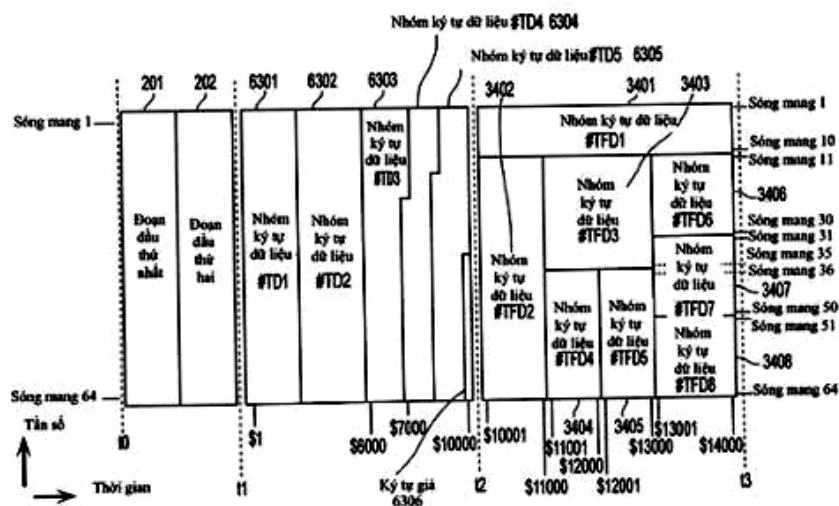 Nhóm ký tự dữ liệu #TD4 6304
Nhóm ký tự dữ liệu #TD5 6305
201 202 6301 6302 6303 3402 3401 3403
Sóng mang 1
Sóng mang 1
Nhóm ký tự dữ liệu
#TFD1
Sóng mang 10
Sóng mang 11
Nhóm
ký tự
dữ liệu
#TD3
Nhóm
ký tự
dữ liệu
#TFD3
Nhóm
ký tự
dữ liệu
#TFD6
3406
Sóng mang 30
Sóng mang 31
Sóng mang 35
Sóng mang 36
Đoạn
đầu
thứ
nhất
Đoạn
đầu
thứ
hai
Nhóm
ký tự
dữ liệu
#TD1
Nhóm
ký tự
dữ liệu
#TD2
Nhóm
ký tự
dữ liệu
#TFD2
Nhóm
ký tự
dữ liệu
#TFD4
Nhóm
ký tự
dữ liệu
#TFD5
Nhóm
ký tự
dữ liệu
#TFD7
3407
Sóng mang 50
Sóng mang 51
Nhóm
ký tự
dữ liệu
#TFD8
3408
Sóng mang 64
Sóng mang 64
t0 $1 $6000 $7000 $10000 $10001 $11000 $11001 3404 $12000 $12001 3405 $13000 $13001 $14000
Tần số
Thời gian
t1
Ký tự giả
6306
t2
t3